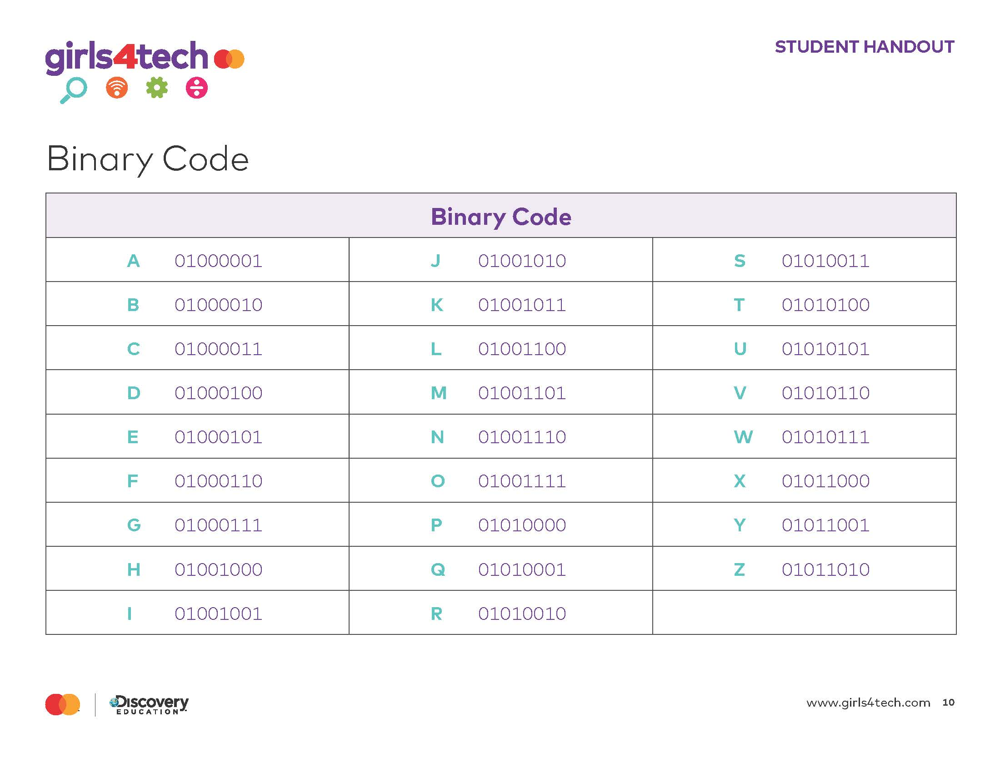 girls4tech
STUDENT HANDOUT
Binary Code
Binary Code
A 01000001 J 01001010 S 01010011
B 01000010 K 01001011 T 01010100
C 01000011 L 01001100 U 01010101
D 01000100 M 01001101 V 01010110
E 01000101 N 01001110 W 01010111
F 01000110 O 01001111 X 01011000
G 01000111 P 01010000 Y 01011001
H 01001000 Q 01010001 Z 01011010
I 01001001 R 01010010
Discovery
EDUCATION
www.girls4tech.com 10